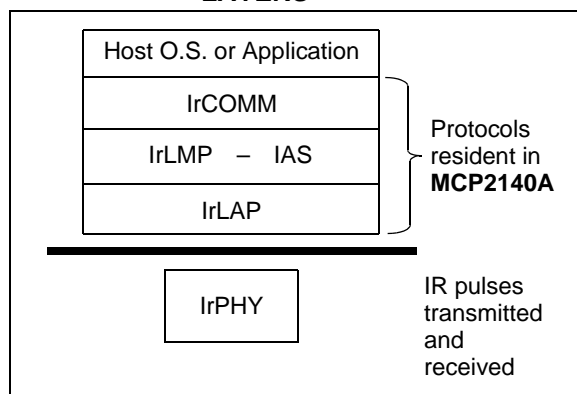 LAYERS
Host O.S. or Application
IrCOMM
IrLMP – IAS
IrLAP
Protocols
resident in
MCP2140A
IrPHY
IR pulses
transmitted
and
received